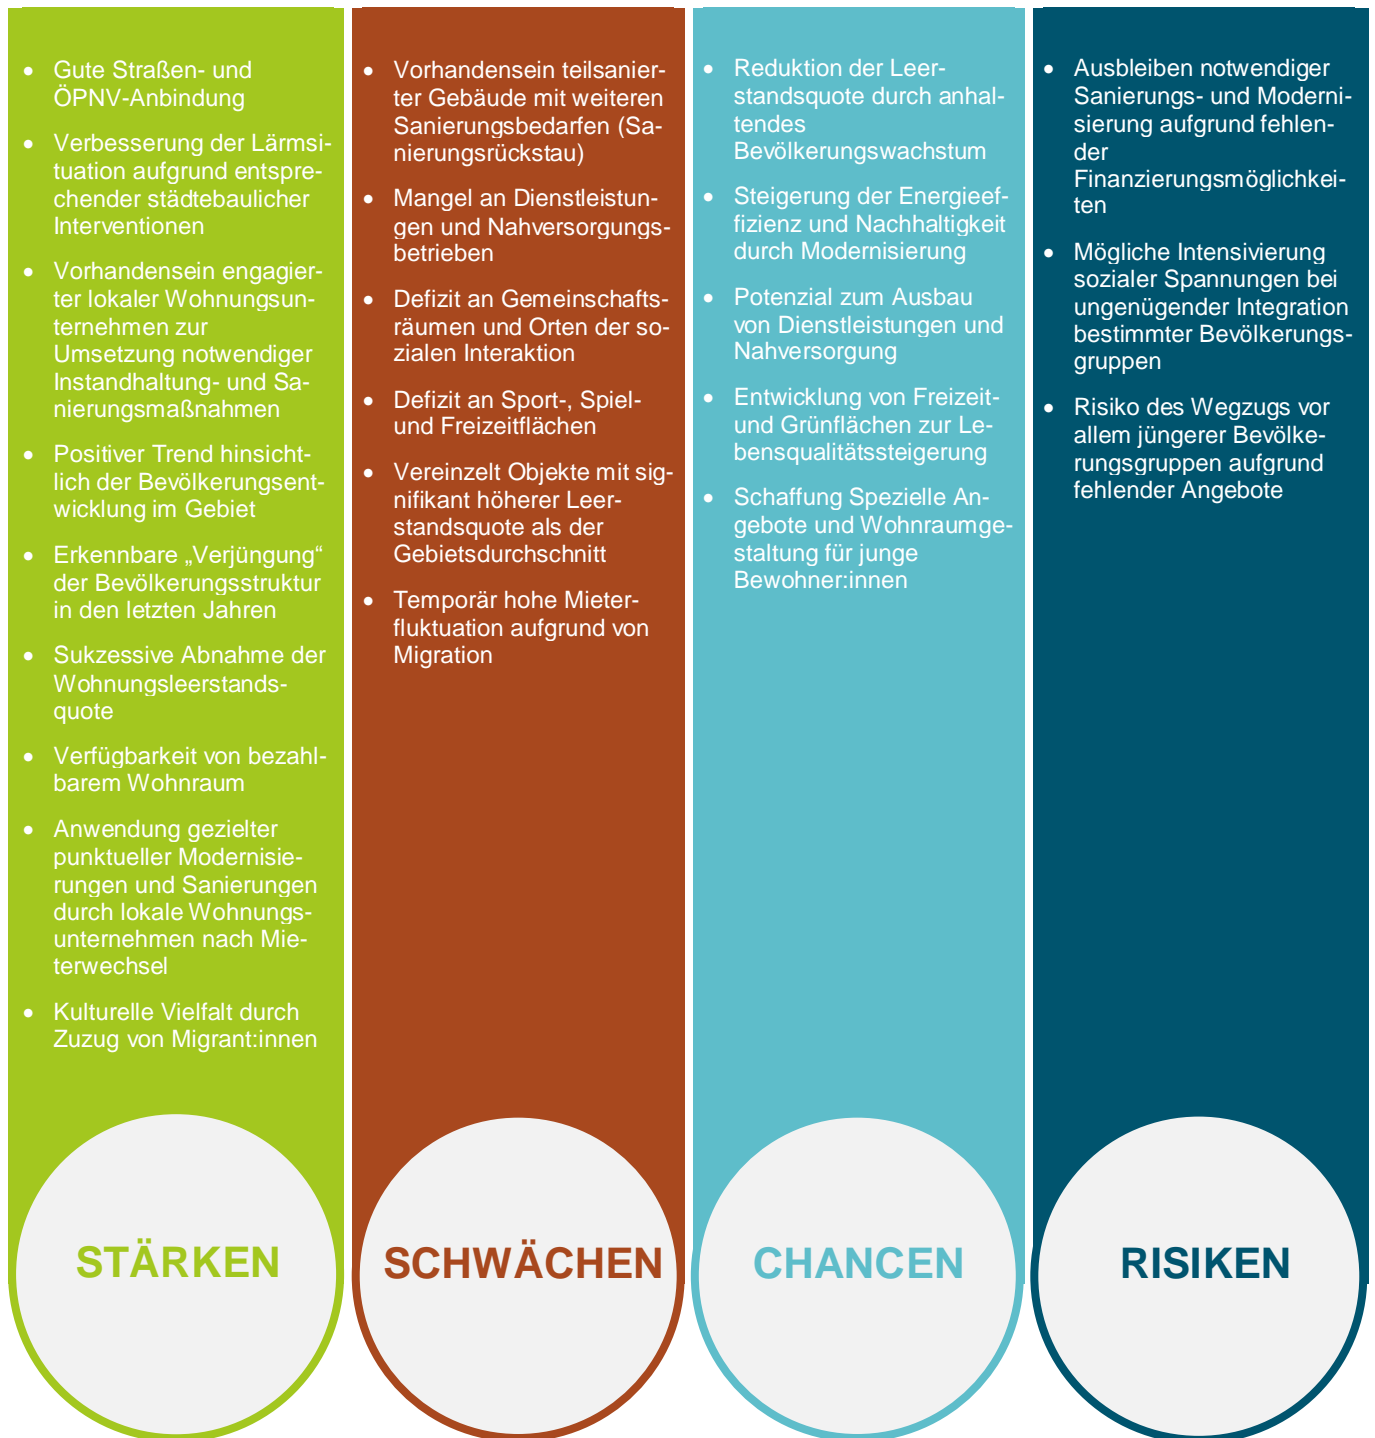 • Gute Straßen- und
ÖPNV-Anbindung
• Verbesserung der Lärmsi-
tuation aufgrund entspre-
chender städtebaulicher
Interventionen
• Vorhandensein engagier-
ter lokaler Wohnungsun-
ternehmen zur
Umsetzung notwendiger
Instandhaltung- und Sa-
nierungsmaßnahmen
• Positiver Trend hinsicht-
lich der Bevölkerungsent-
wicklung im Gebiet
• Erkennbare „Verjüngung“
der Bevölkerungsstruktur
in den letzten Jahren
• Sukzessive Abnahme der
Wohnungsleerstands-
quote
• Verfügbarkeit von bezahl-
barem Wohnraum
• Anwendung gezielter
punktueller Modernisie-
rungen und Sanierungen
durch lokale Wohnungs-
unternehmen nach Mie-
terwechsel
• Kulturelle Vielfalt durch
Zuzug von Migrant:innen
STÄRKEN
• Vorhandensein teilsanier-
ter Gebäude mit weiteren
Sanierungsbedarfen (Sa-
nierungsrückstau)
• Mangel an Dienstleistun-
gen und Nahversorgungs-
betrieben
• Defizit an Gemeinschafts-
räumen und Orten der so-
zialen Interaktion
• Defizit an Sport-, Spiel-
und Freizeitflächen
• Vereinzelt Objekte mit sig-
nifikant höherer Leer-
standsquote als der
Gebietsdurchschnitt
• Temporär hohe Mieter-
fluktuation aufgrund von
Migration
SCHWÄCHEN
• Reduktion der Leer-
standsquote durch anhal-
tendes
Bevölkerungswachstum
• Steigerung der Energieef-
fizienz und Nachhaltigkeit
durch Modernisierung
• Potenzial zum Ausbau
von Dienstleistungen und
Nahversorgung
• Entwicklung von Freizeit-
und Grünflächen zur Le-
bensqualitätssteigerung
• Schaffung Spezielle An-
gebote und Wohnraumge-
staltung für junge
Bewohner:innen
CHANCEN
• Ausbleiben notwendiger
Sanierungs- und Moderni-
sierung aufgrund fehlen-
der
Finanzierungsmöglichkei-
ten
• Mögliche Intensivierung
sozialer Spannungen bei
ungenügender Integration
bestimmter Bevölkerungs-
gruppen
• Risiko des Wegzugs vor
allem jüngerer Bevölke-
rungsgruppen aufgrund
fehlender Angebote
RISIKEN